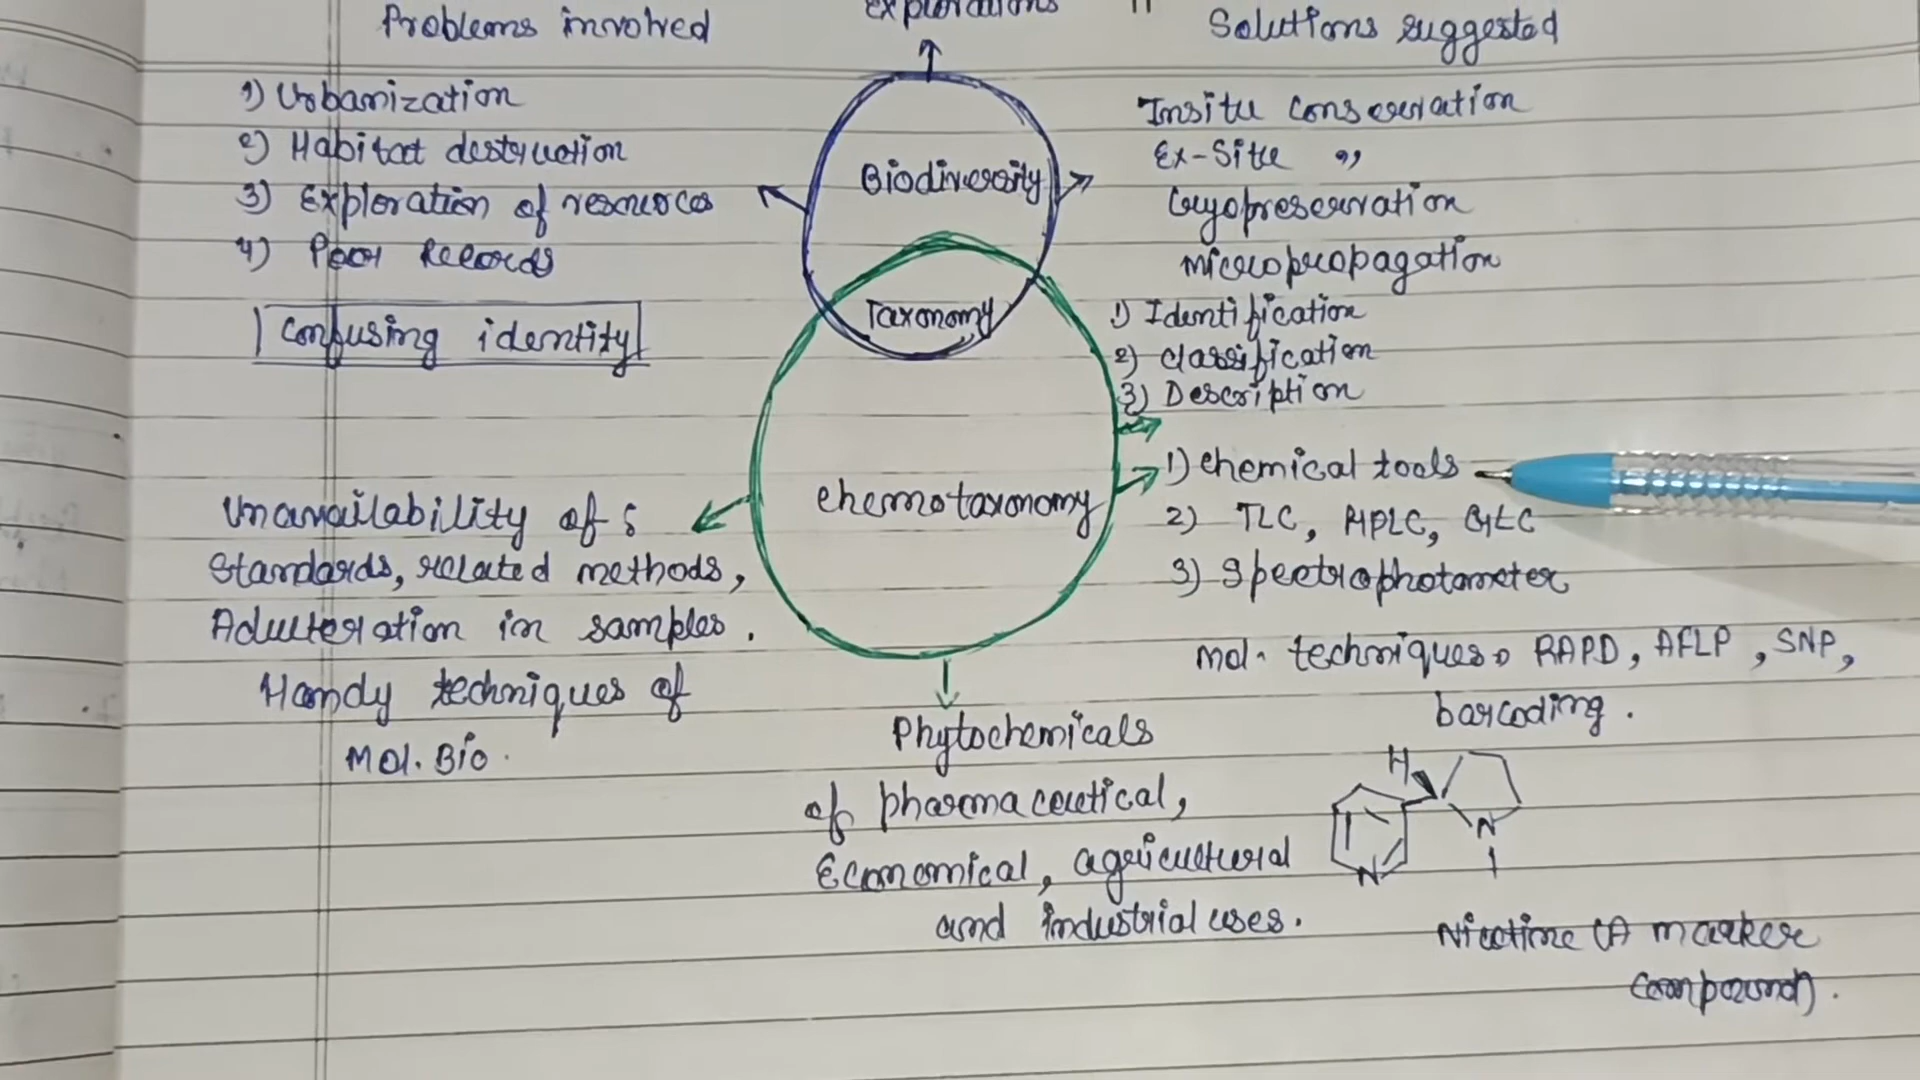 explorations
Problems involved
Solutions suggested
1) Urbanization
2) Habitat destruction
3) Exploration of resources
4) Poor Records
Confusing identity
Biodiversity
Taxonomy
Insitu conservation
Ex-Situ ,,
Cryopreservation
micropropagation
1) Identification
2) classification
3) Description
chemotaxonomy
1) chemical tools
2) TLC, HPLC, GLC
3) Spectrophotometer
mol. techniques RAPD, AFLP, SNP,
barcoding.
Unavailability of
Standards, related methods,
Adulteration in samples.
Handy techniques of
Mol. Bio.
Phytochemicals
of pharmaceutical,
Economical, agricultural
and industrial uses.
H
N
N
Nicotine (A marker
compound).